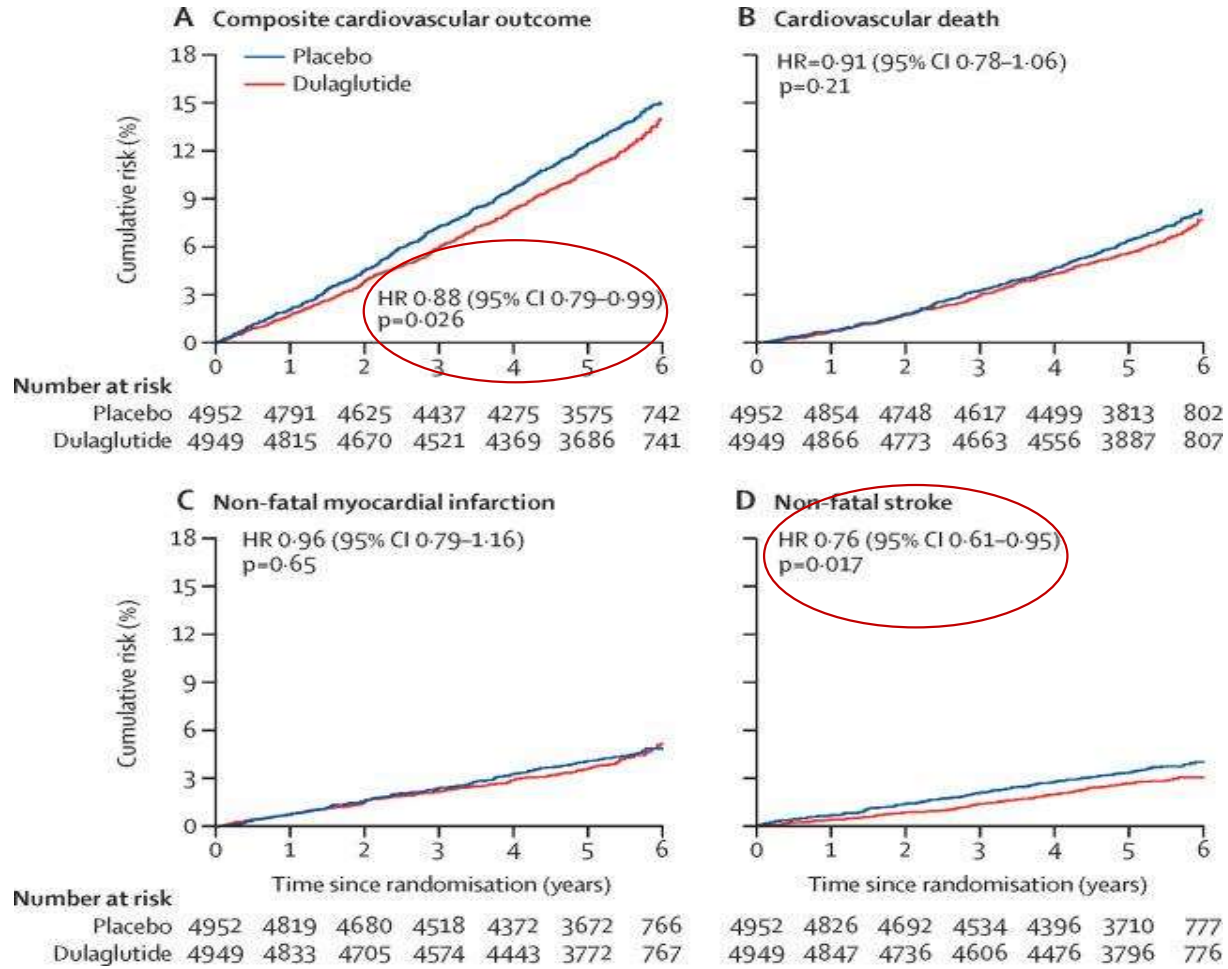 A Composite cardiovascular outcome
Placebo
Dulaglutide
Cumulative risk (%)
18
15
12
9
6
3
0
HR 0·88 (95% CI 0·79–0·99)
p=0·026
0 1 2 3 4 5 6
Number at risk
Placebo 4952 4791 4625 4437 4275 3575 742
Dulaglutide 4949 4815 4670 4521 4369 3686 741
B Cardiovascular death
HR=0·91 (95% CI 0·78–1·06)
p=0·21
0 1 2 3 4 5 6
4952 4854 4748 4617 4499 3813 802
4949 4866 4773 4663 4556 3887 807
C Non-fatal myocardial infarction
HR 0·96 (95% CI 0·79–1·16)
p=0·65
Cumulative risk (%)
18
15
12
9
6
3
0
0 1 2 3 4 5 6
Time since randomisation (years)
Number at risk
Placebo 4952 4819 4680 4518 4372 3672 766
Dulaglutide 4949 4833 4705 4574 4443 3772 767
D Non-fatal stroke
HR 0·76 (95% CI 0·61–0·95)
p=0·017
0 1 2 3 4 5 6
Time since randomisation (years)
4952 4826 4692 4534 4396 3710 777
4949 4847 4736 4606 4476 3796 776